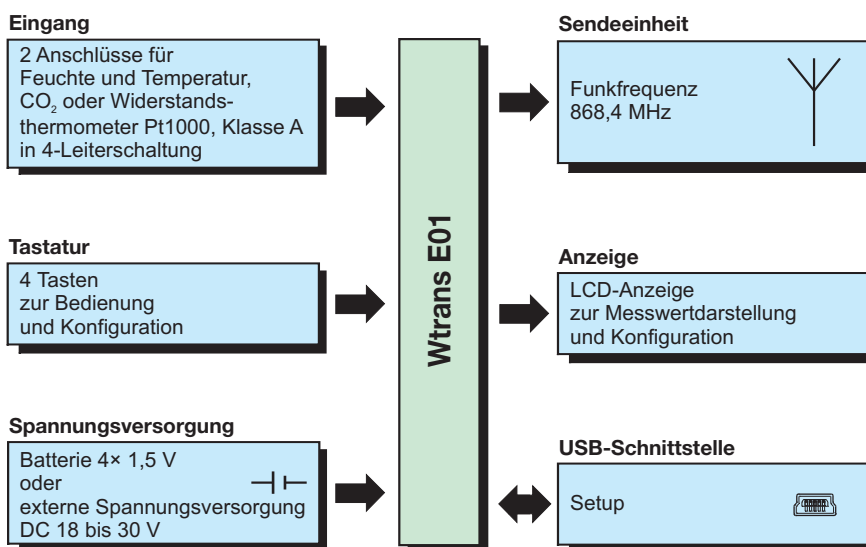 Eingang
2 Anschlüsse für
Feuchte und Temperatur,
CO₂ oder Widerstands-
thermometer Pt1000, Klasse A
in 4-Leiterschaltung
Tastatur
4 Tasten
zur Bedienung
und Konfiguration
Spannungsversorgung
Batterie 4× 1,5 V
oder
externe Spannungsversorgung
DC 18 bis 30 V
Wtrans E01
Sendeeinheit
Funkfrequenz
868,4 MHz
Anzeige
LCD-Anzeige
zur Messwertdarstellung
und Konfiguration
USB-Schnittstelle
Setup